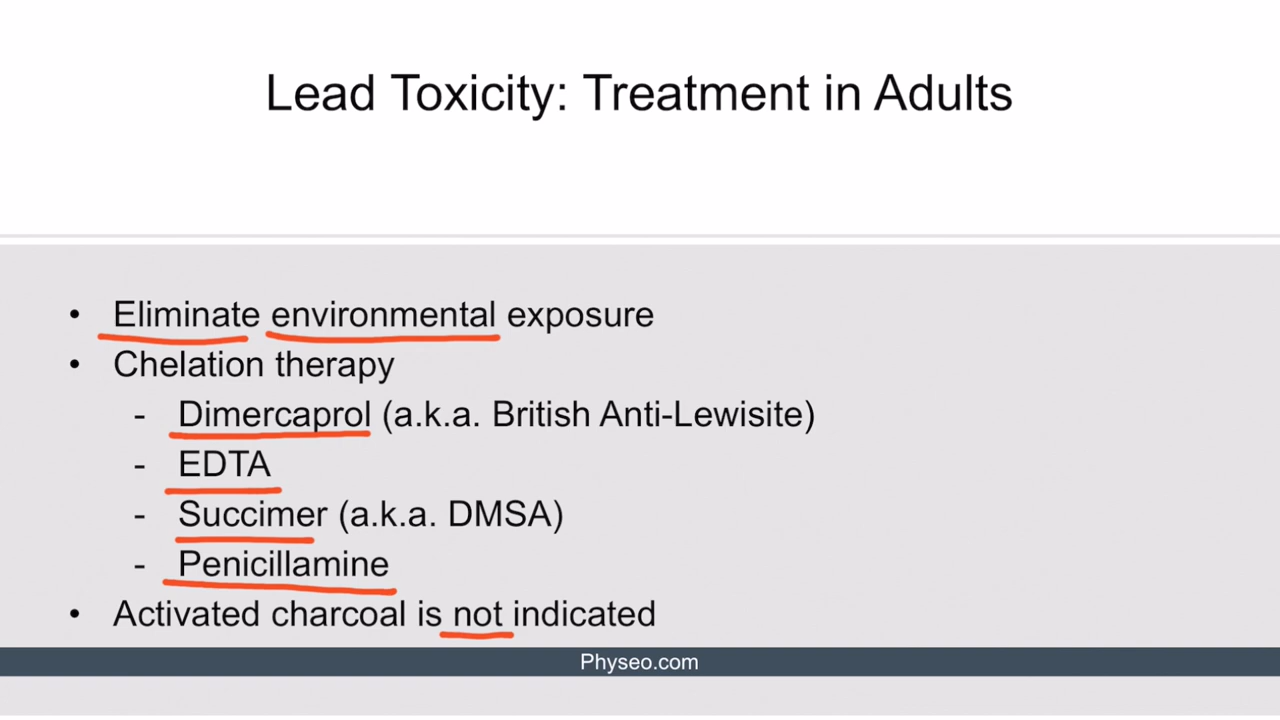 Lead Toxicity: Treatment in Adults
• Eliminate environmental exposure
• Chelation therapy
- Dimercaprol (a.k.a. British Anti-Lewisite)
- EDTA
- Succimer (a.k.a. DMSA)
- Penicillamine
• Activated charcoal is not indicated
Physeo.com